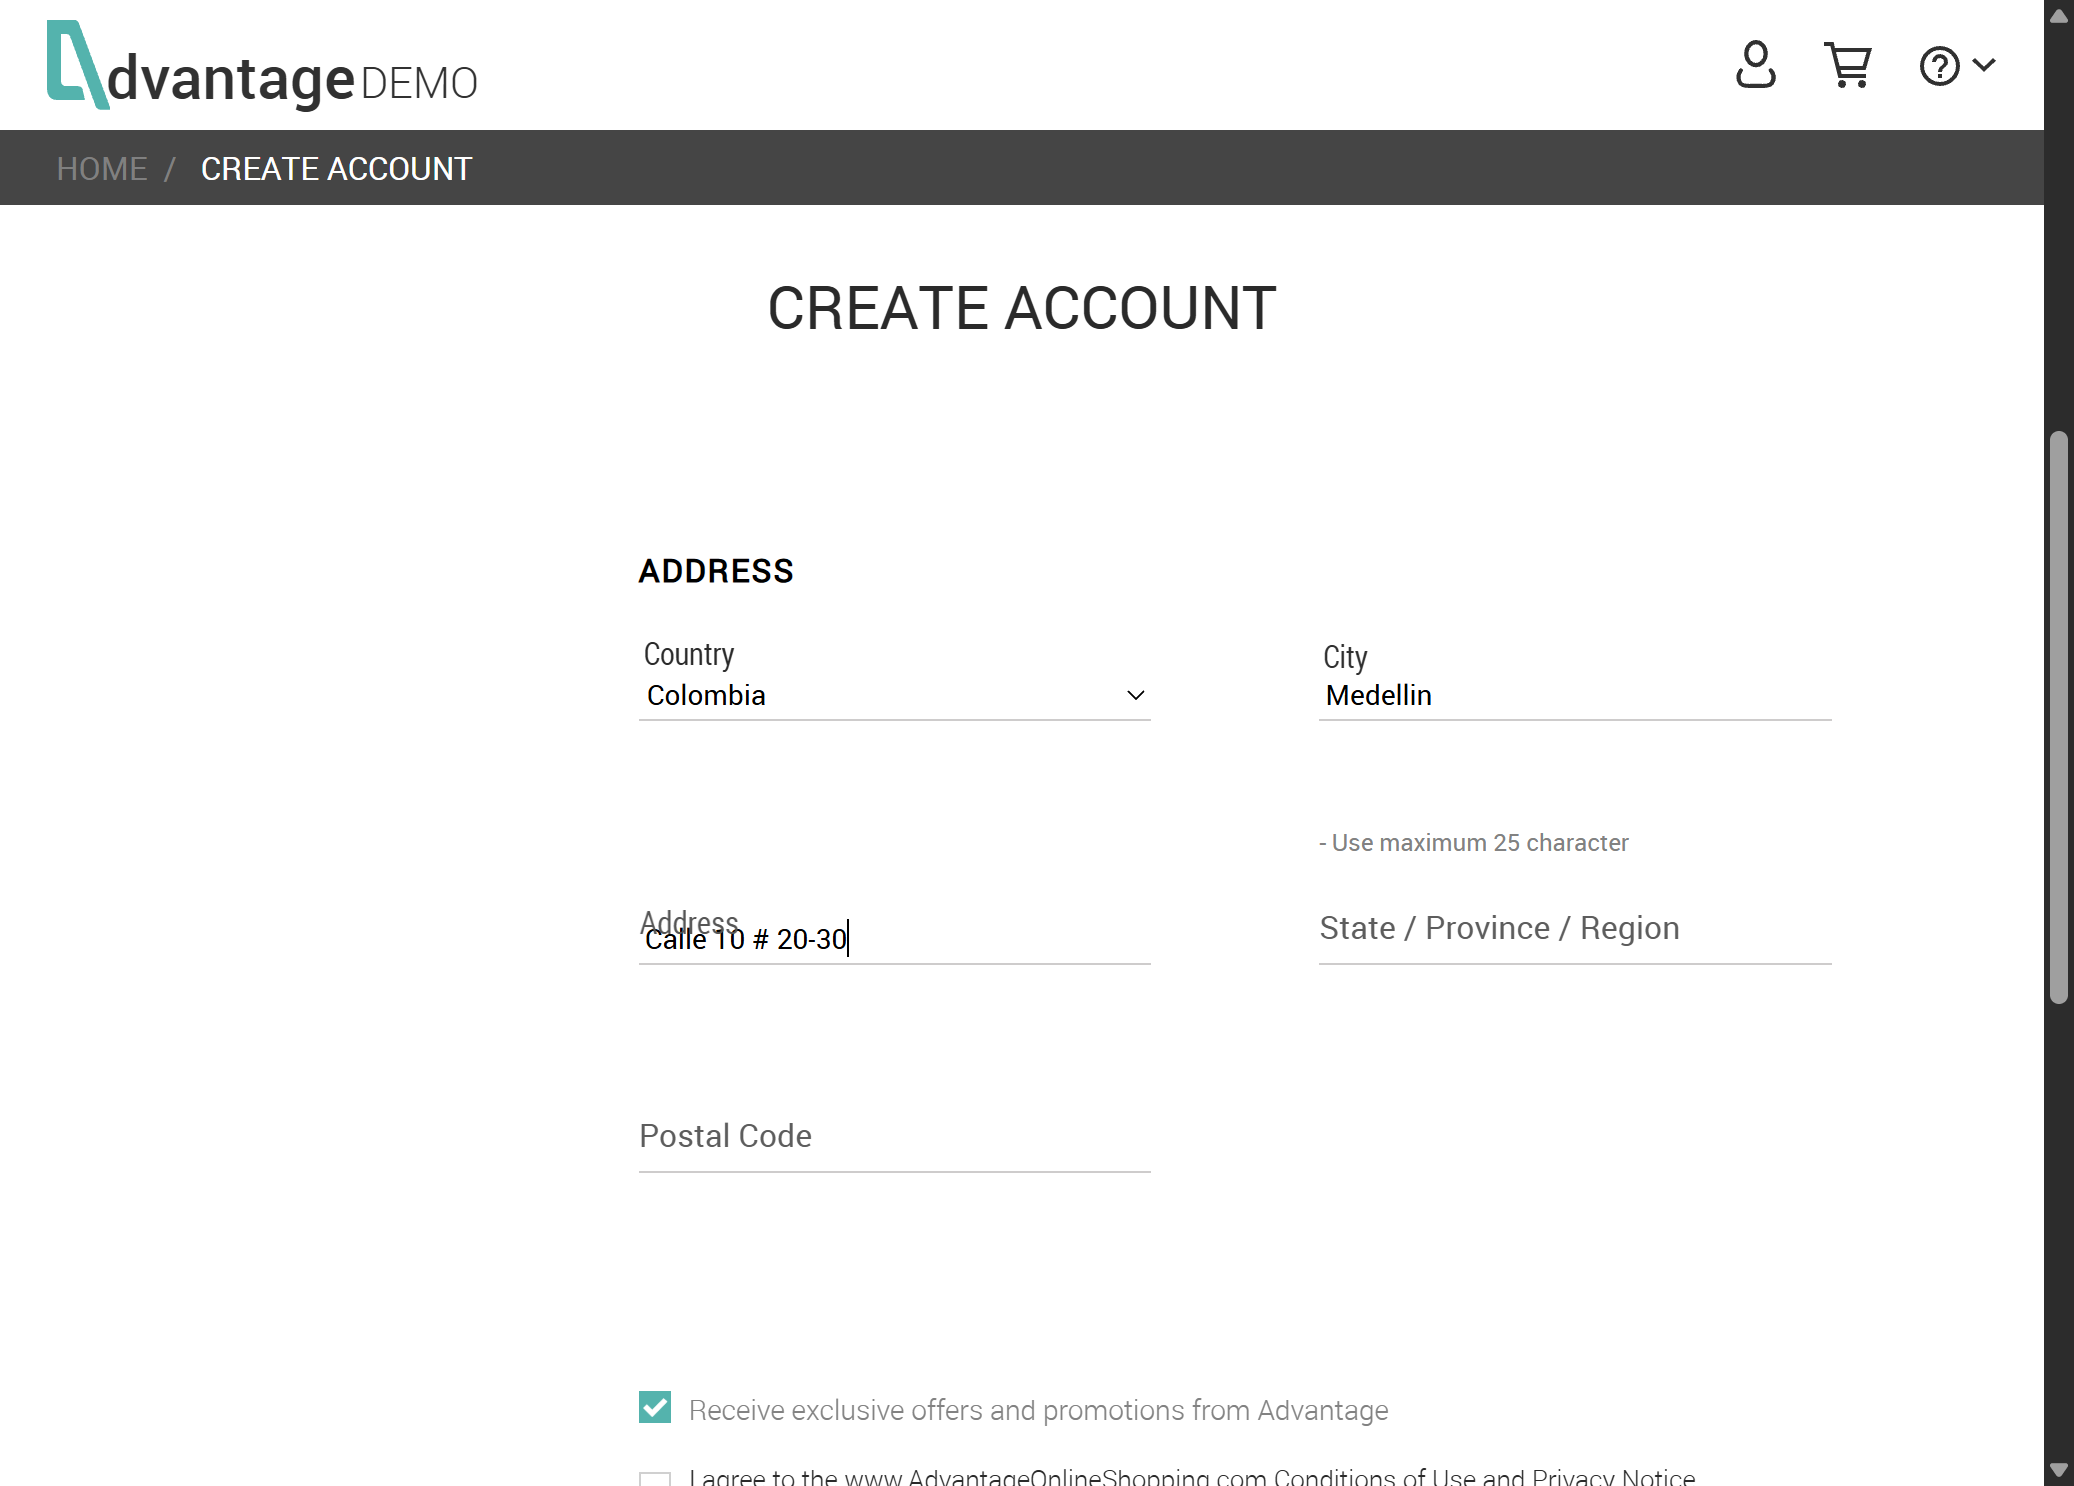 dvantage DEMO
HOME / CREATE ACCOUNT
CREATE ACCOUNT
ADDRESS
Country
Colombia
City
Medellin
- Use maximum 25 character
Address
Calle 10 # 20-30
State / Province / Region
Postal Code
Receive exclusive offers and promotions from Advantage
I agree to the www.AdvantageOnlineShopping.com Conditions of Use and Privacy Notice